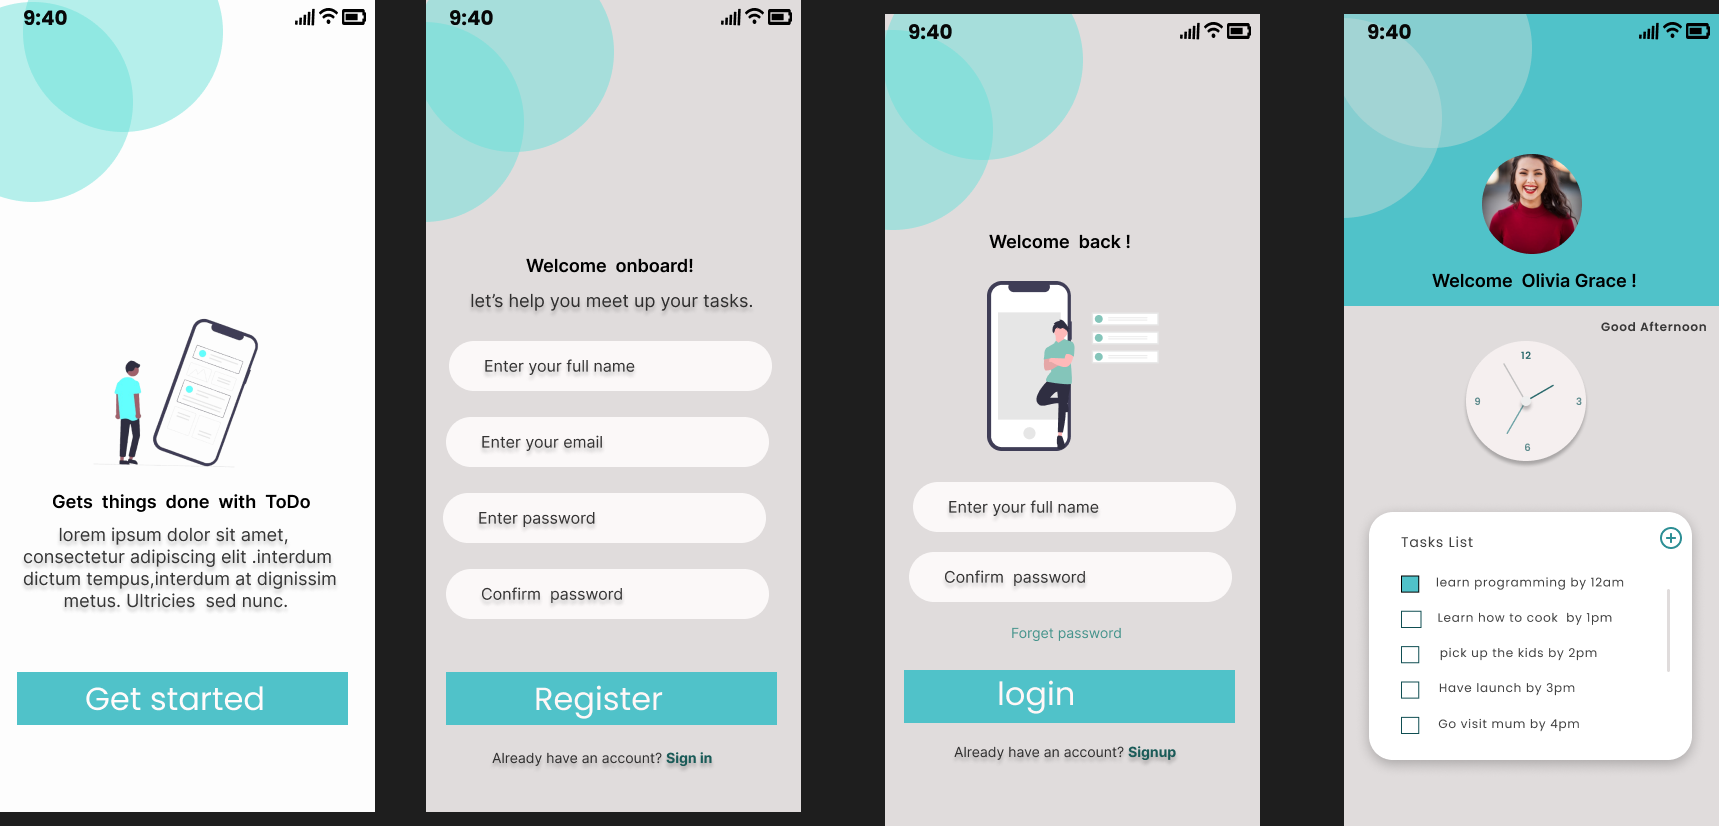 9:40
Gets things done with ToDo
lorem ipsum dolor sit amet,
consectetur adipiscing elit .interdum
dictum tempus,interdum at dignissim
metus. Ultricies sed nunc.
Get started
9:40
Welcome onboard!
let's help you meet up your tasks.
Enter your full name
Enter your email
Enter password
Confirm password
Register
Already have an account? Sign in
9:40
Welcome back !
Enter your full name
Confirm password
Forget password
login
Already have an account? Signup
9:40
Welcome Olivia Grace !
Good Afternoon
12
9
3
6
Tasks List
learn programming by 12am
Learn how to cook by 1pm
pick up the kids by 2pm
Have launch by 3pm
Go visit mum by 4pm